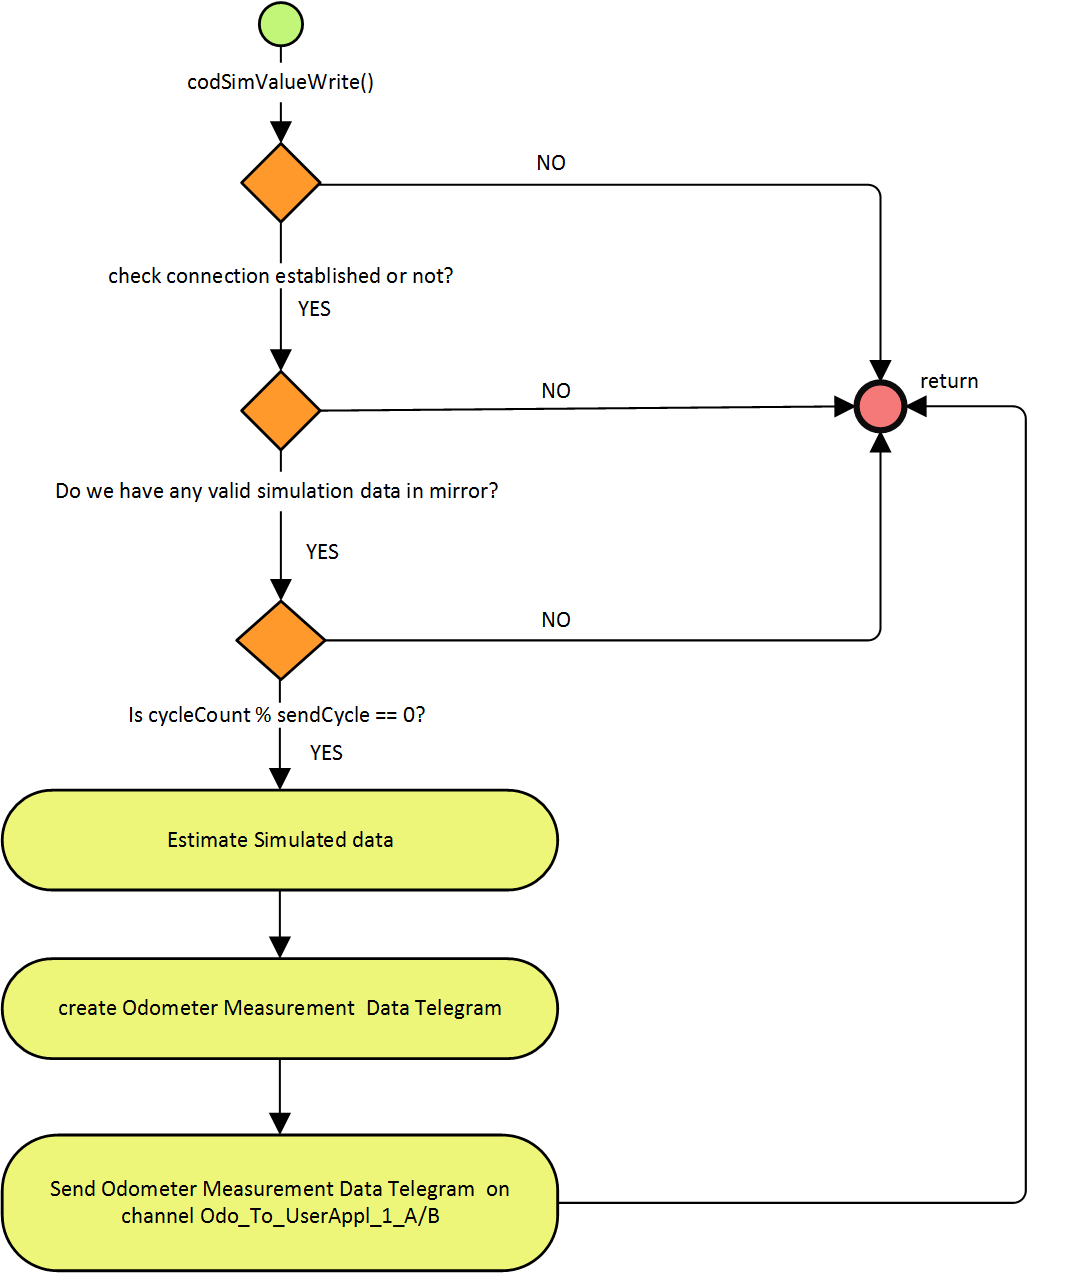 codSimValueWrite()
NO
check connection established or not?
YES
return
NO
Do we have any valid simulation data in mirror?
YES
NO
Is cycleCount % sendCycle == 0?
YES
Estimate Simulated data
create Odometer Measurement  Data Telegram
Send Odometer Measurement Data Telegram  on
channel Odo_To_UserAppl_1_A/B